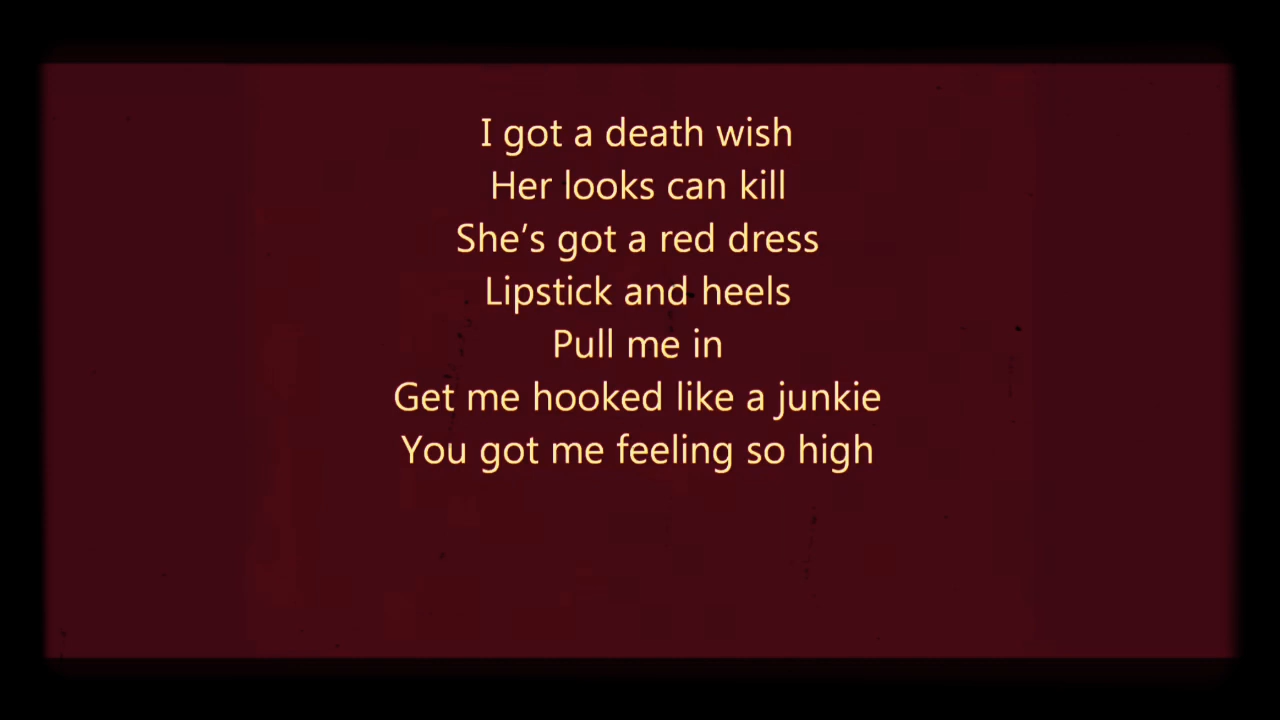 I got a death wish
Her looks can kill
She’s got a red dress
Lipstick and heels
Pull me in
Get me hooked like a junkie
You got me feeling so high